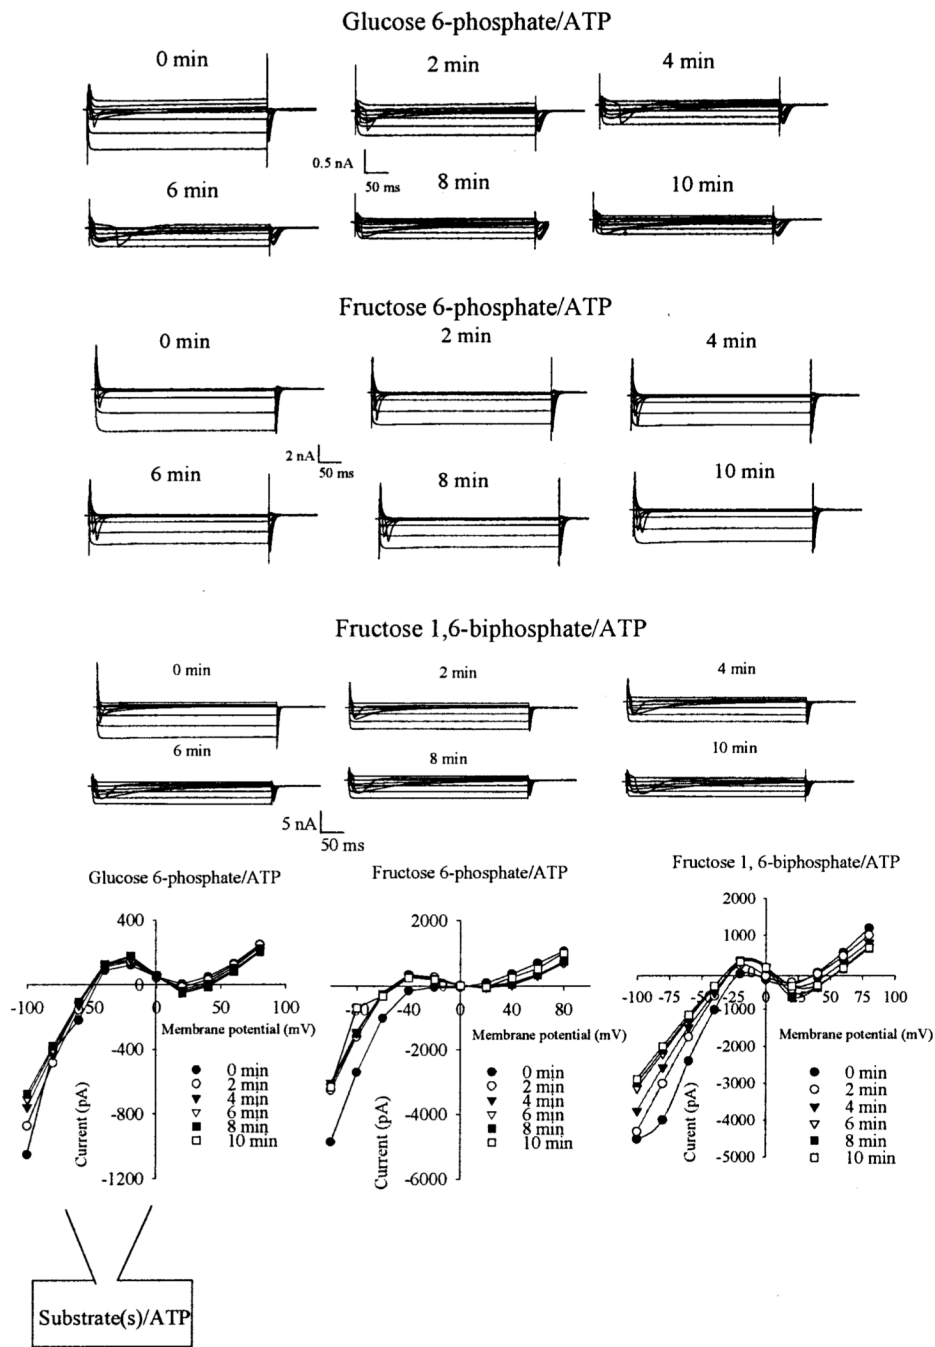 Glucose 6-phosphate/ATP
0 min
2 min
4 min
0.5 nA
50 ms
6 min
8 min
10 min
Fructose 6-phosphate/ATP
0 min
2 min
4 min
2 nA
50 ms
6 min
8 min
10 min
Fructose 1,6-biphosphate/ATP
0 min
2 min
4 min
6 min
8 min
10 min
5 nA
50 ms
Glucose 6-phosphate/ATP
400
0
-400
-800
-1200
-100
-50
0
50
100
Membrane potential (mV)
Current (pA)
0 min
2 min
4 min
6 min
8 min
10 min
Fructose 6-phosphate/ATP
2000
-2000
-4000
-6000
-80
-40
0
40
80
Membrane potential (mV)
Current (pA)
0 min
2 min
4 min
6 min
8 min
10 min
Fructose 1, 6-biphosphate/ATP
2000
1000
-1000
-2000
-3000
-4000
-5000
-100
-75
-50
-25
0
25
50
75
100
Membrane potential (mV)
Curent (pA)
0 min
2 min
4 min
6 min
8 min
10 min
Substrate(s)/ATP